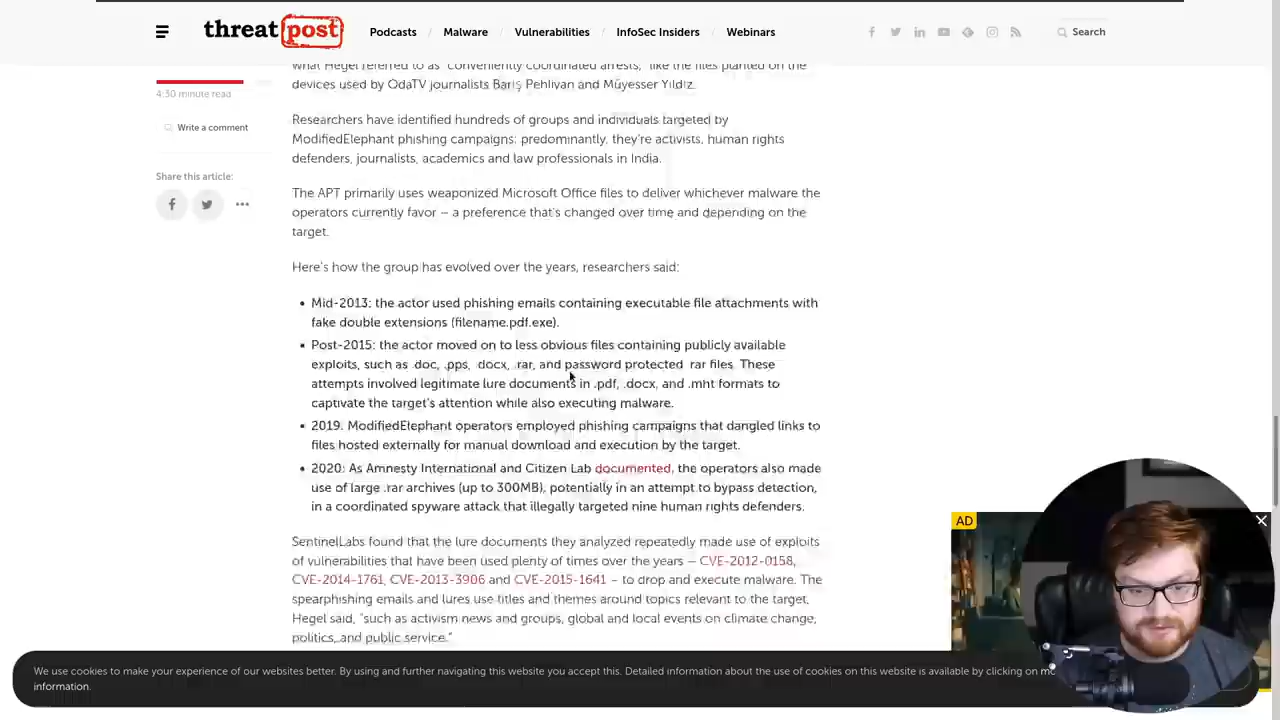 threat post
Podcasts / Malware / Vulnerabilities / InfoSec Insiders / Webinars
Search
what Hegel referred to as "conveniently coordinated arrests," like the files planted on the
devices used by OdaTV journalists Barış Pehlivan and Müyesser Yıldız.
4:30 minute read
Write a comment
Share this article:
Researchers have identified hundreds of groups and individuals targeted by
ModifiedElephant phishing campaigns: predominantly, they're activists, human rights
defenders, journalists, academics and law professionals in India.
The APT primarily uses weaponized Microsoft Office files to deliver whichever malware the
operators currently favor – a preference that's changed over time and depending on the
target.
Here's how the group has evolved over the years, researchers said:
• Mid-2013: the actor used phishing emails containing executable file attachments with
fake double extensions (filename.pdf.exe).
• Post-2015: the actor moved on to less obvious files containing publicly available
exploits, such as .doc, .pps, .docx, .rar, and password protected .rar files. These
attempts involved legitimate lure documents in .pdf, .docx, and .mht formats to
captivate the target's attention while also executing malware.
• 2019: ModifiedElephant operators employed phishing campaigns that dangled links to
files hosted externally for manual download and execution by the target.
• 2020: As Amnesty International and Citizen Lab documented, the operators also made
use of large .rar archives (up to 300MB), potentially in an attempt to bypass detection,
in a coordinated spyware attack that illegally targeted nine human rights defenders.
SentinelLabs found that the lure documents they analyzed repeatedly made use of exploits
of vulnerabilities that have been used plenty of times over the years – CVE-2012-0158,
CVE-2014-1761, CVE-2013-3906 and CVE-2015-1641 – to drop and execute malware. The
spearphishing emails and lures use titles and themes around topics relevant to the target,
Hegel said, "such as activism news and groups, global and local events on climate change,
politics, and public service."
AD
We use cookies to make your experience of our websites better. By using and further navigating this website you accept this. Detailed information about the use of cookies on this website is available by clicking on
information.